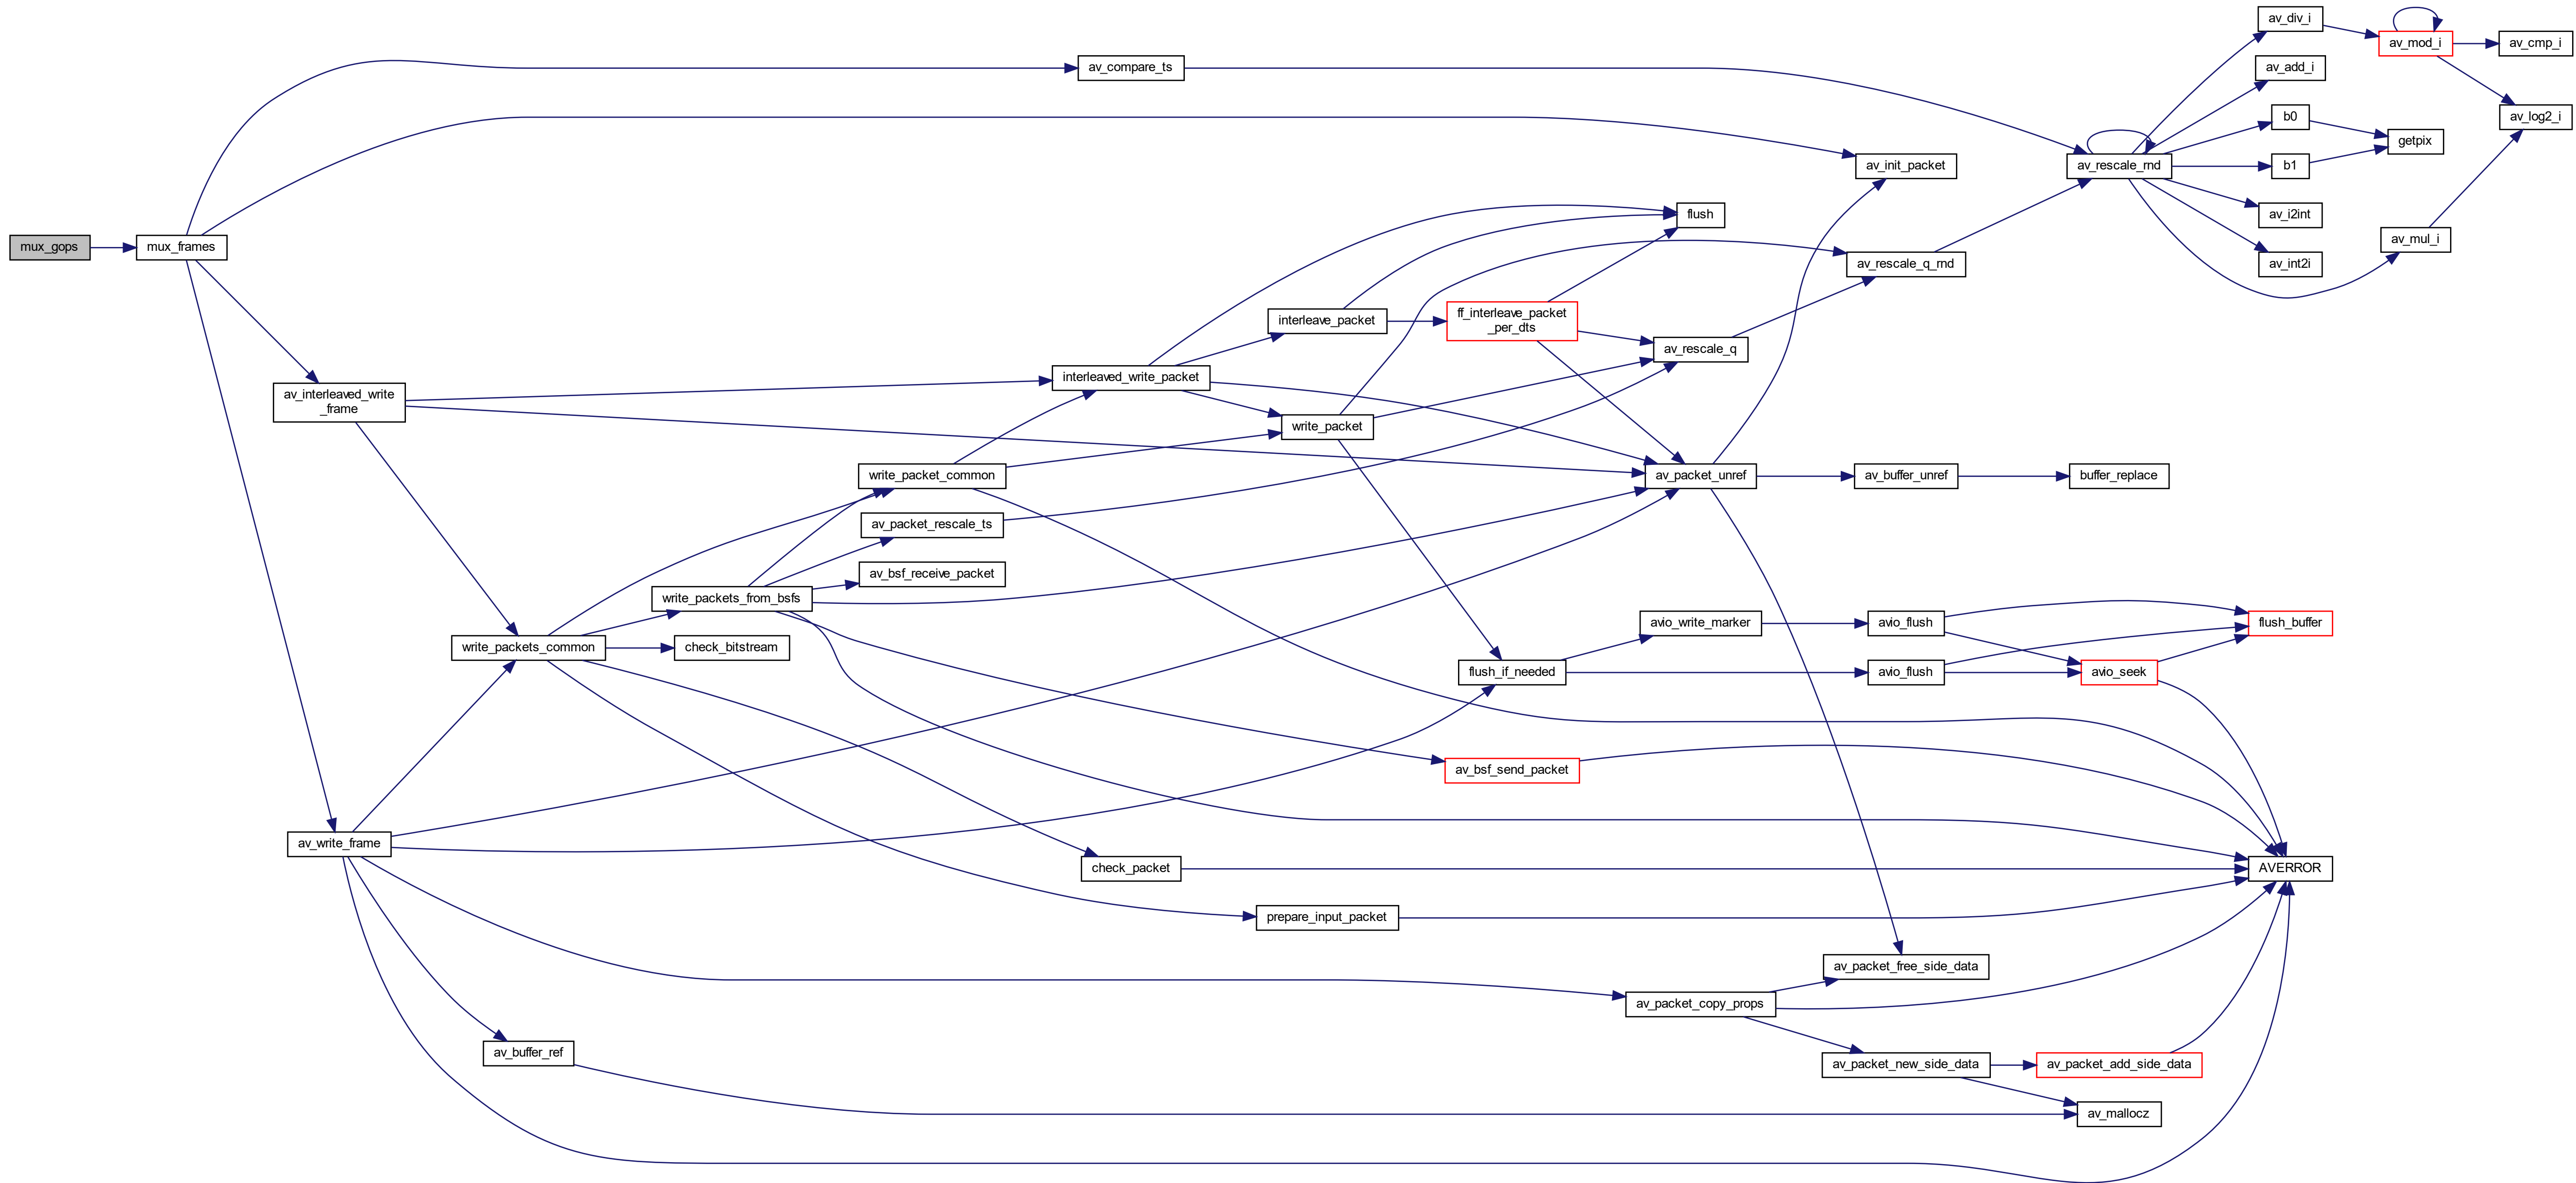 mux_gops
mux_frames
av_compare_ts
av_interleaved_write
_frame
av_write_frame
write_packets_common
av_buffer_ref
write_packets_from_bsfs
check_bitstream
write_packet_common
av_packet_rescale_ts
av_bsf_receive_packet
interleaved_write_packet
check_packet
prepare_input_packet
interleave_packet
write_packet
ff_interleave_packet
_per_dts
flush_if_needed
av_bsf_send_packet
flush
av_rescale_q
av_packet_unref
avio_write_marker
av_packet_copy_props
av_init_packet
av_rescale_q_rnd
av_buffer_unref
avio_flush
avio_flush
av_packet_free_side_data
av_packet_new_side_data
av_rescale_rnd
buffer_replace
avio_seek
av_packet_add_side_data
av_mallocz
av_div_i
av_add_i
b0
b1
av_i2int
av_int2i
flush_buffer
AVERROR
av_mod_i
getpix
av_mul_i
av_cmp_i
av_log2_i